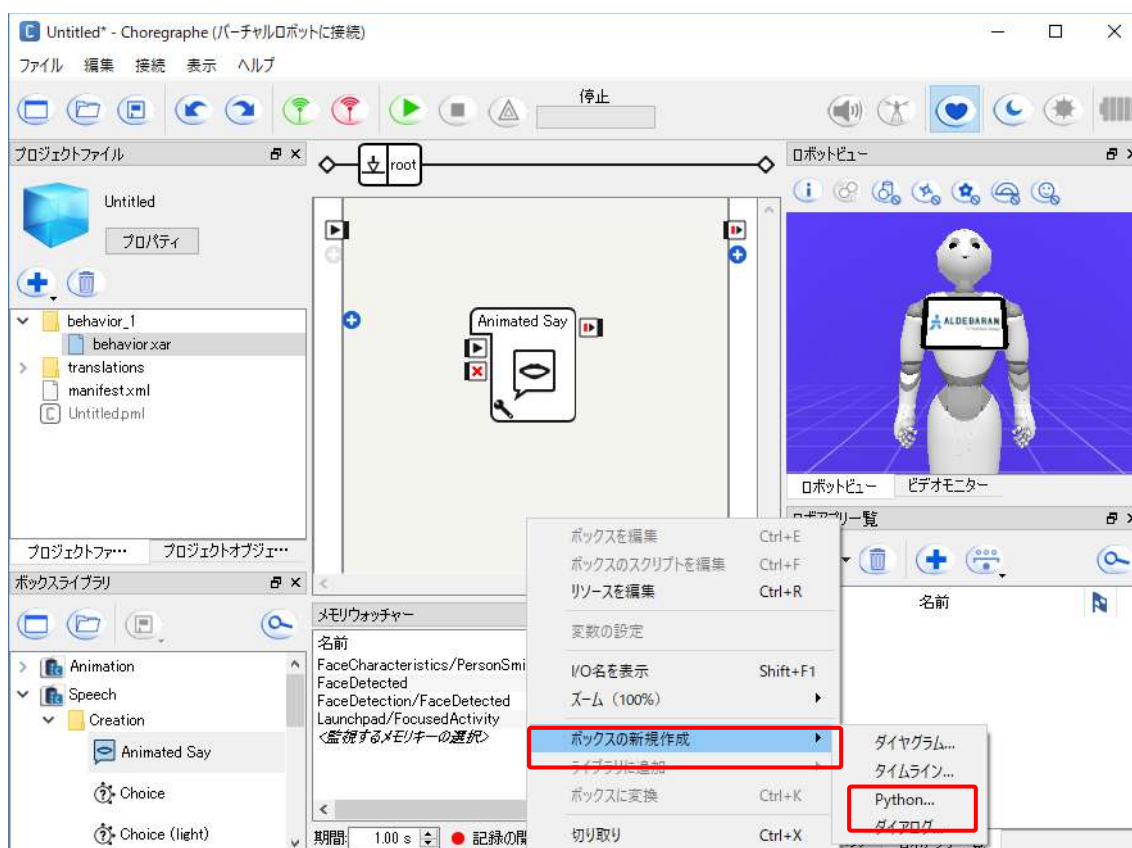 Untitled* - Choregraphe (バーチャルロボットに接続)
ファイル 編集 接続 表示 ヘルプ
停止
プロジェクトファイル
root
ロボットビュー
Untitled
プロパティ
behavior_1
behavior.xar
translations
manifest.xml
Untitled.pml
Animated Say
ALDEBARAN
ロボットビュー ビデオモニター
プロジェクトファ… プロジェクトオブジェ…
ボックスライブラリ
Animation
Speech
Creation
Animated Say
Choice
Choice (light)
メモリウォッチャー
名前
FaceCharacteristics/PersonSmi
FaceDetected
FaceDetection/FaceDetected
Launchpad/FocusedActivity
<監視するメモリキーの選択>
期間: 1.00 s 記録の開
ボックスを編集 Ctrl+E
ボックスのスクリプトを編集 Ctrl+F
リソースを編集 Ctrl+R
変数の設定
I/O名を表示 Shift+F1
ズーム (100%)
ボックスの新規作成
ライブラリに追加
ボックスに変換 Ctrl+K
切り取り Ctrl+X
ダイヤグラム...
タイムライン...
Python...
ダイアログ...
ロボアプリ一覧
名前